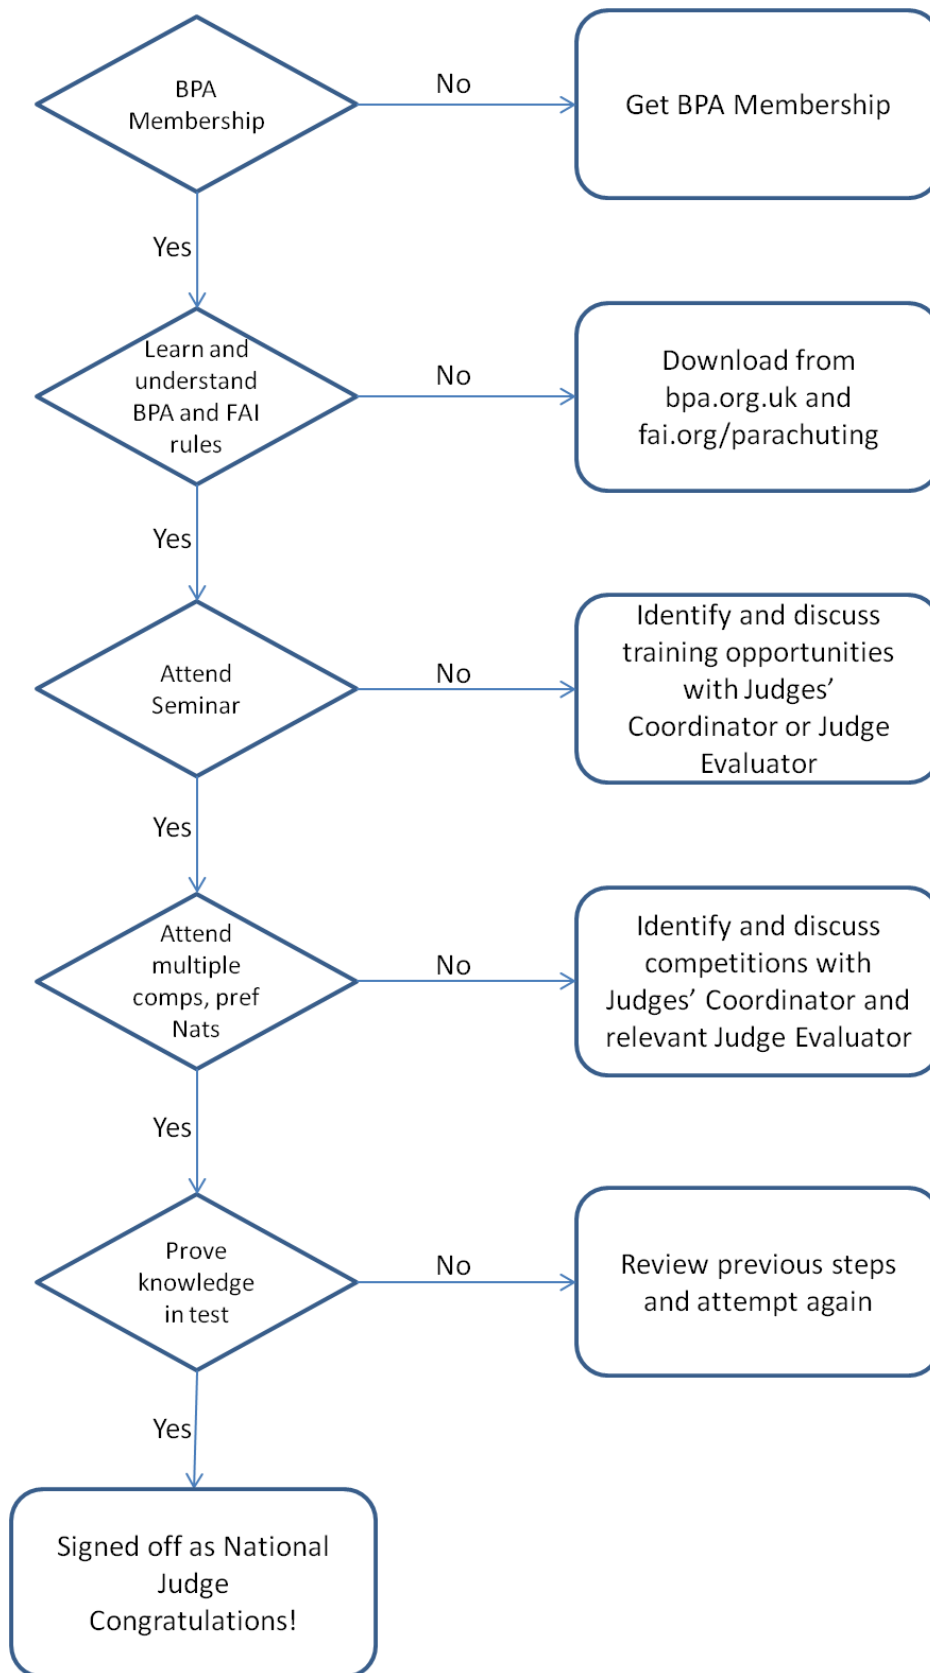 BPA
Membership
No
Get BPA Membership
Yes
Learn and
understand
BPA and FAI
rules
No
Download from
bpa.org.uk and
fai.org/parachuting
Yes
Attend
Seminar
No
Identify and discuss
training opportunities
with Judges’
Coordinator or Judge
Evaluator
Yes
Attend
multiple
comps, pref
Nats
No
Identify and discuss
competitions with
Judges’ Coordinator and
relevant Judge Evaluator
Yes
Prove
knowledge
in test
No
Review previous steps
and attempt again
Yes
Signed off as National
Judge
Congratulations!